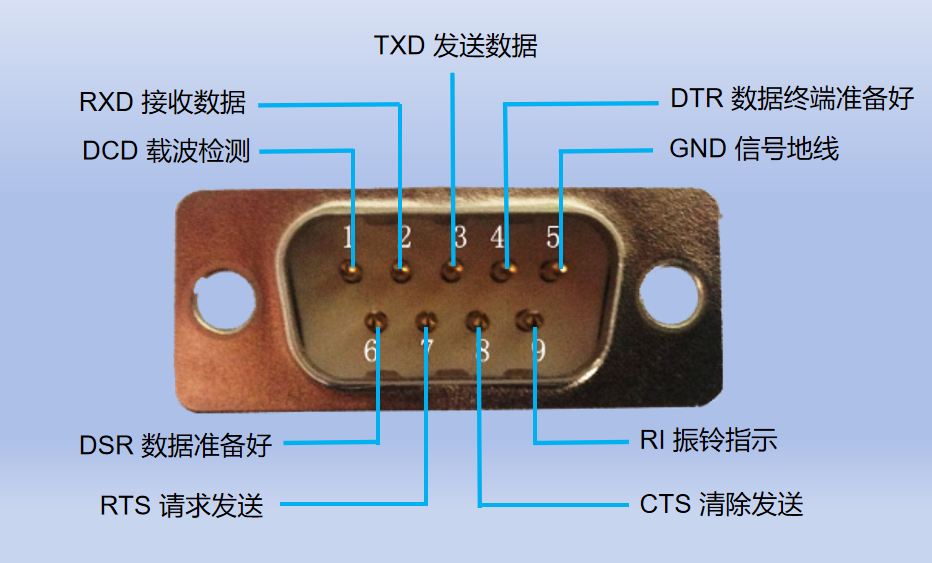 TXD 发送数据
RXD 接收数据
DTR 数据终端准备好
DCD 载波检测
GND 信号地线
1 2 3 4 5
6 7 8 9
DSR 数据准备好
RI 振铃指示
RTS 请求发送
CTS 清除发送